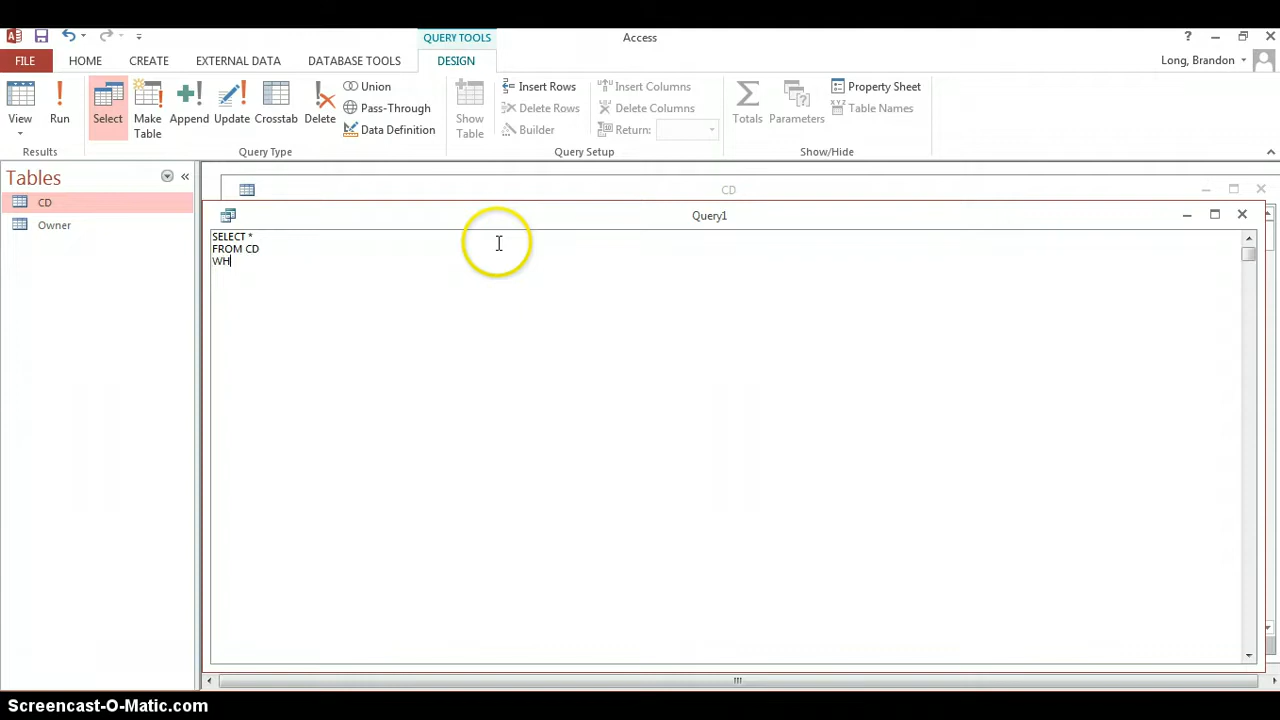 QUERY TOOLS
Access
?
FILE
HOME
CREATE
EXTERNAL DATA
DATABASE TOOLS
DESIGN
Long, Brandon
View
Run
Results
Select
Make Table
Append
Update
Crosstab
Delete
Union
Pass-Through
Data Definition
Query Type
Show Table
Insert Rows
Delete Rows
Builder
Insert Columns
Delete Columns
Return:
Query Setup
Totals
Parameters
Property Sheet
Table Names
Show/Hide
Tables
CD
Owner
CD
Query1
SELECT *
FROM CD
WH
Screencast-O-Matic.com